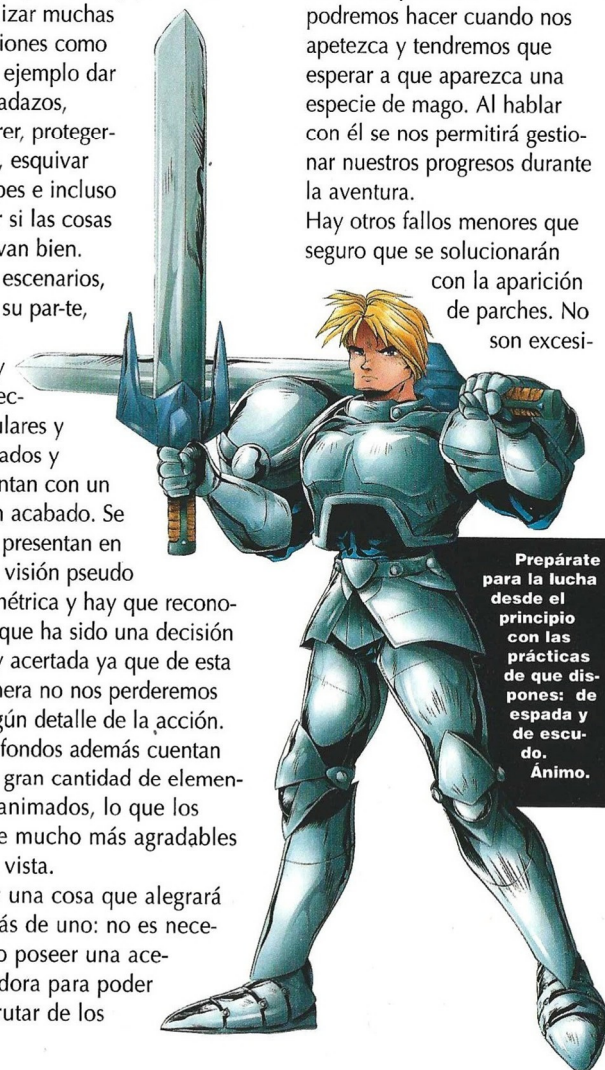 izar muchas
iones como
ejemplo dar
adazos,
rer, proteger-
, esquivar
pes e incluso
r si las cosas
van bien.
escenarios,
su par-te,
y
ec-
ulares y
ados y
ntan con un
n acabado. Se
presentan en
visión pseudo
métrica y hay que recono-
que ha sido una decisión
y acertada ya que de esta
nera no nos perderemos
gún detalle de la acción.
fondos además cuentan
gran cantidad de elemen-
animados, lo que los
e mucho más agradables
vista.
una cosa que alegrará
ás de uno: no es nece-
o poseer una ace-
dora para poder
rutar de los
podremos hacer cuando nos
apetezca y tendremos que
esperar a que aparezca una
especie de mago. Al hablar
con él se nos permitirá gestio-
nar nuestros progresos durante
la aventura.
Hay otros fallos menores que
seguro que se solucionarán
con la aparición
de parches. No
son excesi-
Prepárate
para la lucha
desde el
principio
con las
prácticas
de que dis-
pones: de
espada y
de escu-
do.
Ánimo.